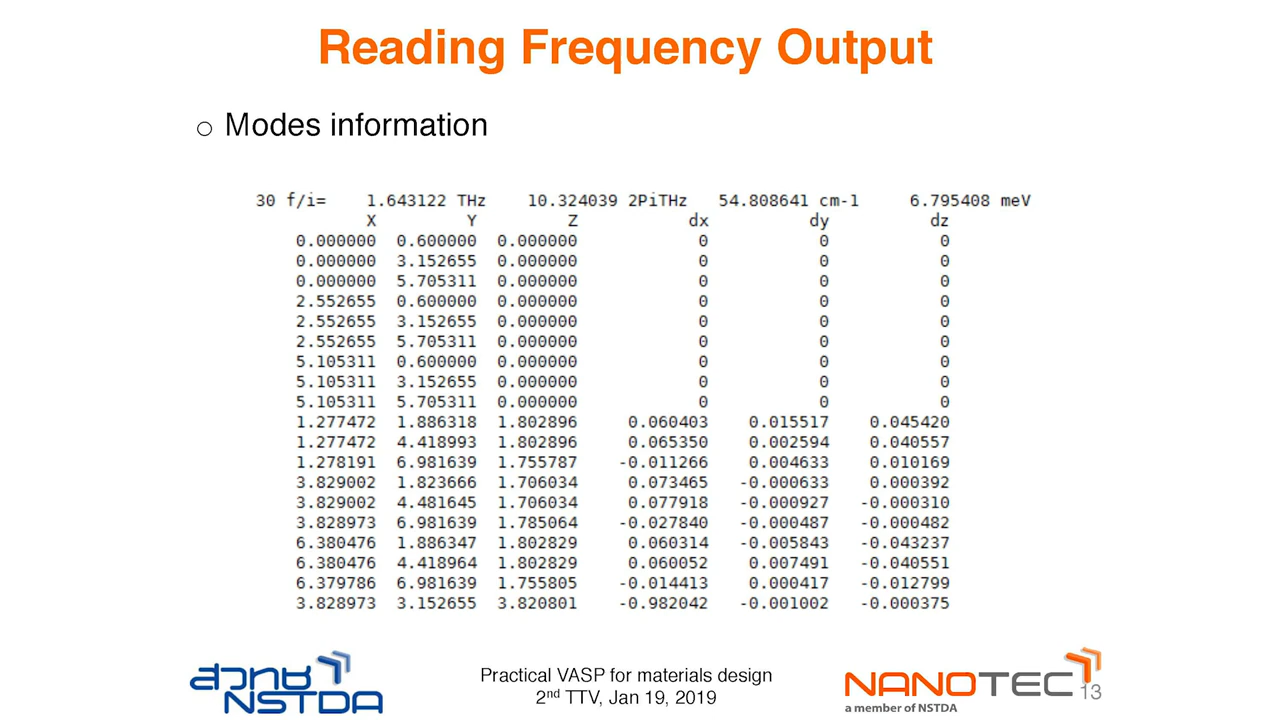 Reading Frequency Output
○ Modes information
30 f/i= 1.643122 THz 10.324039 2PiTHz 54.808641 cm-1 6.795408 meV
X Y Z dx dy dz
0.000000 0.600000 0.000000 0 0 0
0.000000 3.152655 0.000000 0 0 0
0.000000 5.705311 0.000000 0 0 0
2.552655 0.600000 0.000000 0 0 0
2.552655 3.152655 0.000000 0 0 0
2.552655 5.705311 0.000000 0 0 0
5.105311 0.600000 0.000000 0 0 0
5.105311 3.152655 0.000000 0 0 0
5.105311 5.705311 0.000000 0 0 0
1.277472 1.886318 1.802896 0.060403 0.015517 0.045420
1.277472 4.418993 1.802896 0.065350 0.002594 0.040557
1.278191 6.981639 1.755787 -0.011266 0.004633 0.010169
3.829002 1.823666 1.706034 0.073465 -0.000633 0.000392
3.829002 4.481645 1.706034 0.077918 -0.000927 -0.000310
3.828973 6.981639 1.785064 -0.027840 -0.000487 -0.000482
6.380476 1.886347 1.802829 0.060314 -0.005843 -0.043237
6.380476 4.418964 1.802829 0.060052 0.007491 -0.040551
6.379786 6.981639 1.755805 -0.014413 0.000417 -0.012799
3.828973 3.152655 3.820801 -0.982042 -0.001002 -0.000375
สวทช
NSTDA
Practical VASP for materials design
2nd TTV, Jan 19, 2019
NANOTEC
a member of NSTDA
13